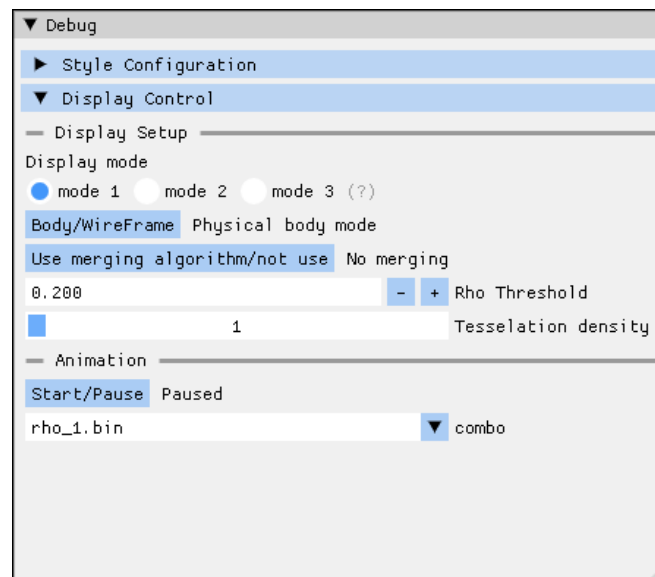 Debug
Style Configuration
Display Control
Display Setup
Display mode
mode 1 mode 2 mode 3 (?)
Body/WireFrame Physical body mode
Use merging algorithm/not use No merging
0.200 - + Rho Threshold
1 Tesselation density
Animation
Start/Pause Paused
rho_1.bin combo